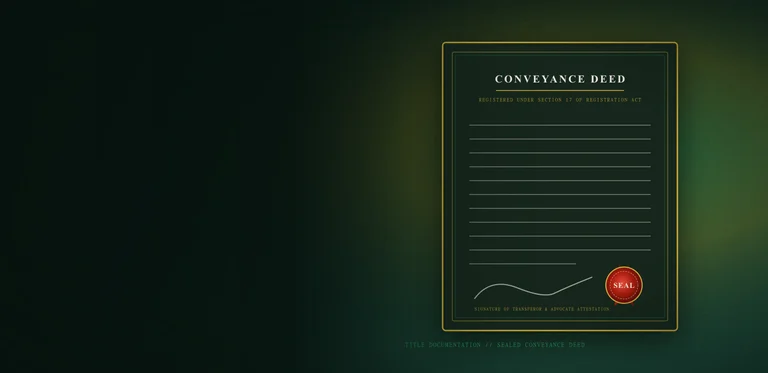 CONVEYANCE DEED
REGISTERED UNDER SECTION 17 OF REGISTRATION ACT
SEAL
SIGNATURE OF TRANSFEROR & ADVOCATE ATTESTATION
TITLE DOCUMENTATION // SEALED CONVEYANCE DEED